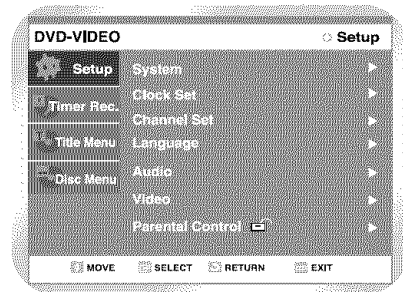 DVD-VIDEO Setup
Setup System
Clock Set
Timer Rec.
Channel Set
Title Menu Language
Disc Menu Audio
Video
Parental Control
MOVE SELECT RETURN EXIT